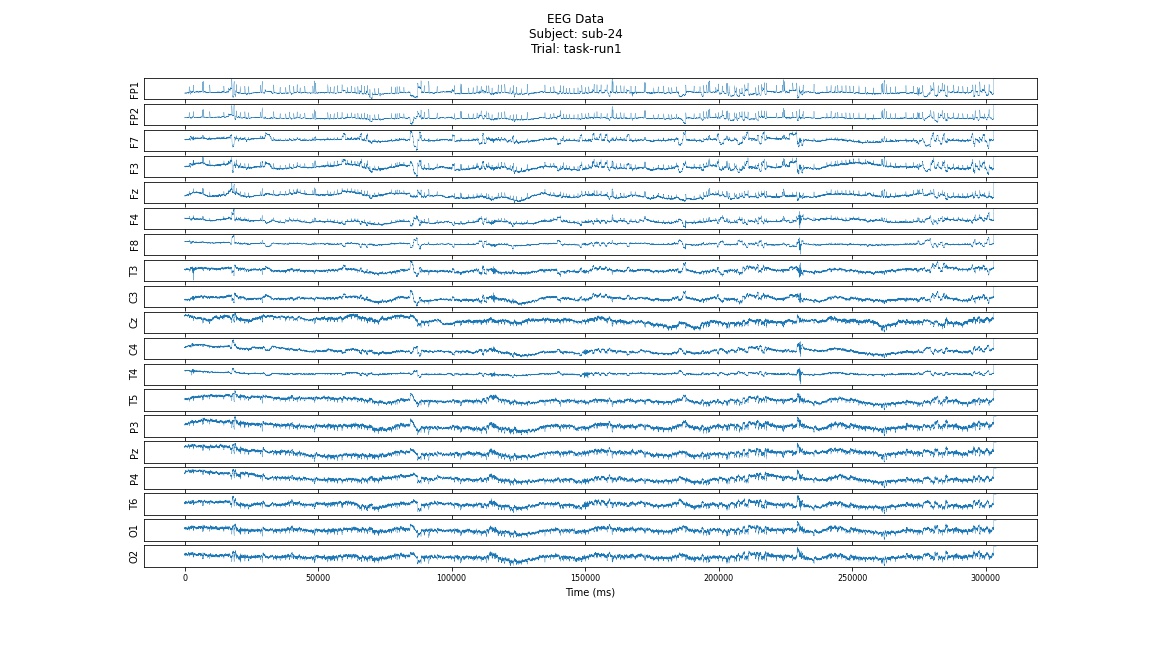 EEG Data
Subject: sub-24
Trial: task-run1
FP1
FP2
F7
F3
Fz
F4
F8
T3
C3
Cz
C4
T4
T5
P3
Pz
P4
T6
O1
O2
0 50000 100000 150000 200000 250000 300000
Time (ms)